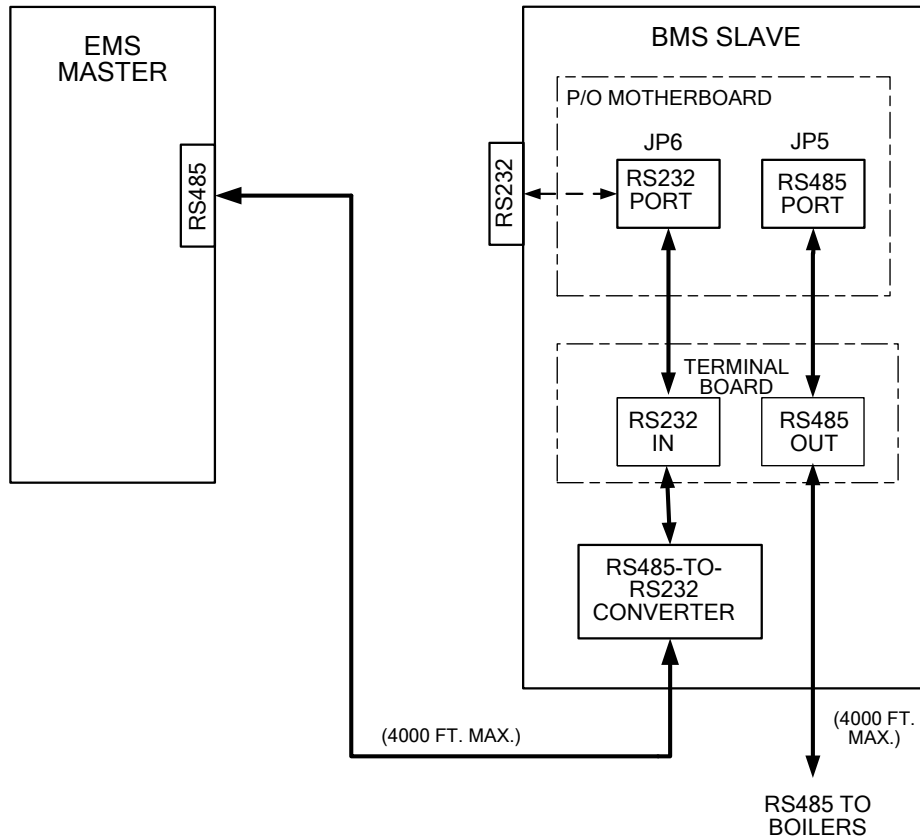 EMS
MASTER
RS485
BMS SLAVE
P/O MOTHERBOARD
JP6
JP5
RS232
RS232
PORT
RS485
PORT
TERMINAL
BOARD
RS232
IN
RS485
OUT
RS485-TO-
RS232
CONVERTER
(4000 FT. MAX.)
(4000 FT.
MAX.)
RS485 TO
BOILERS